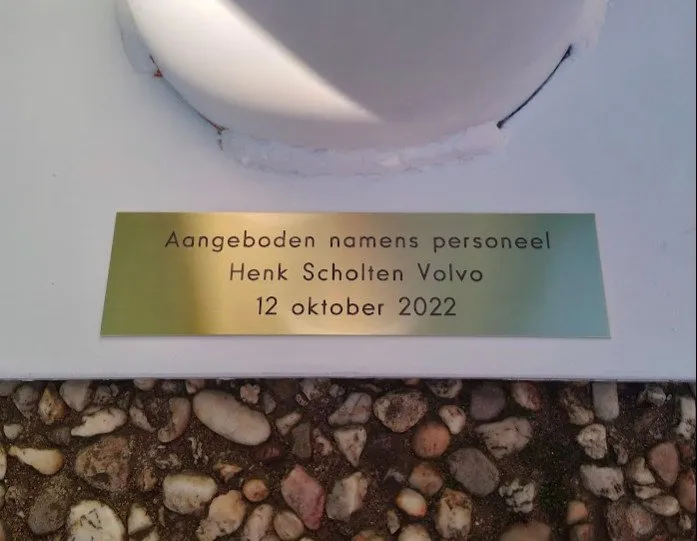 Aangeboden namens personeel
Henk Scholten Volvo
12 oktober 2022